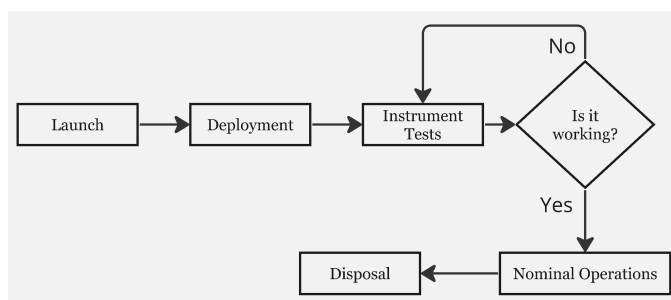 No
Launch
Deployment
Instrument
Tests
Is it
working?
Yes
Disposal
Nominal Operations